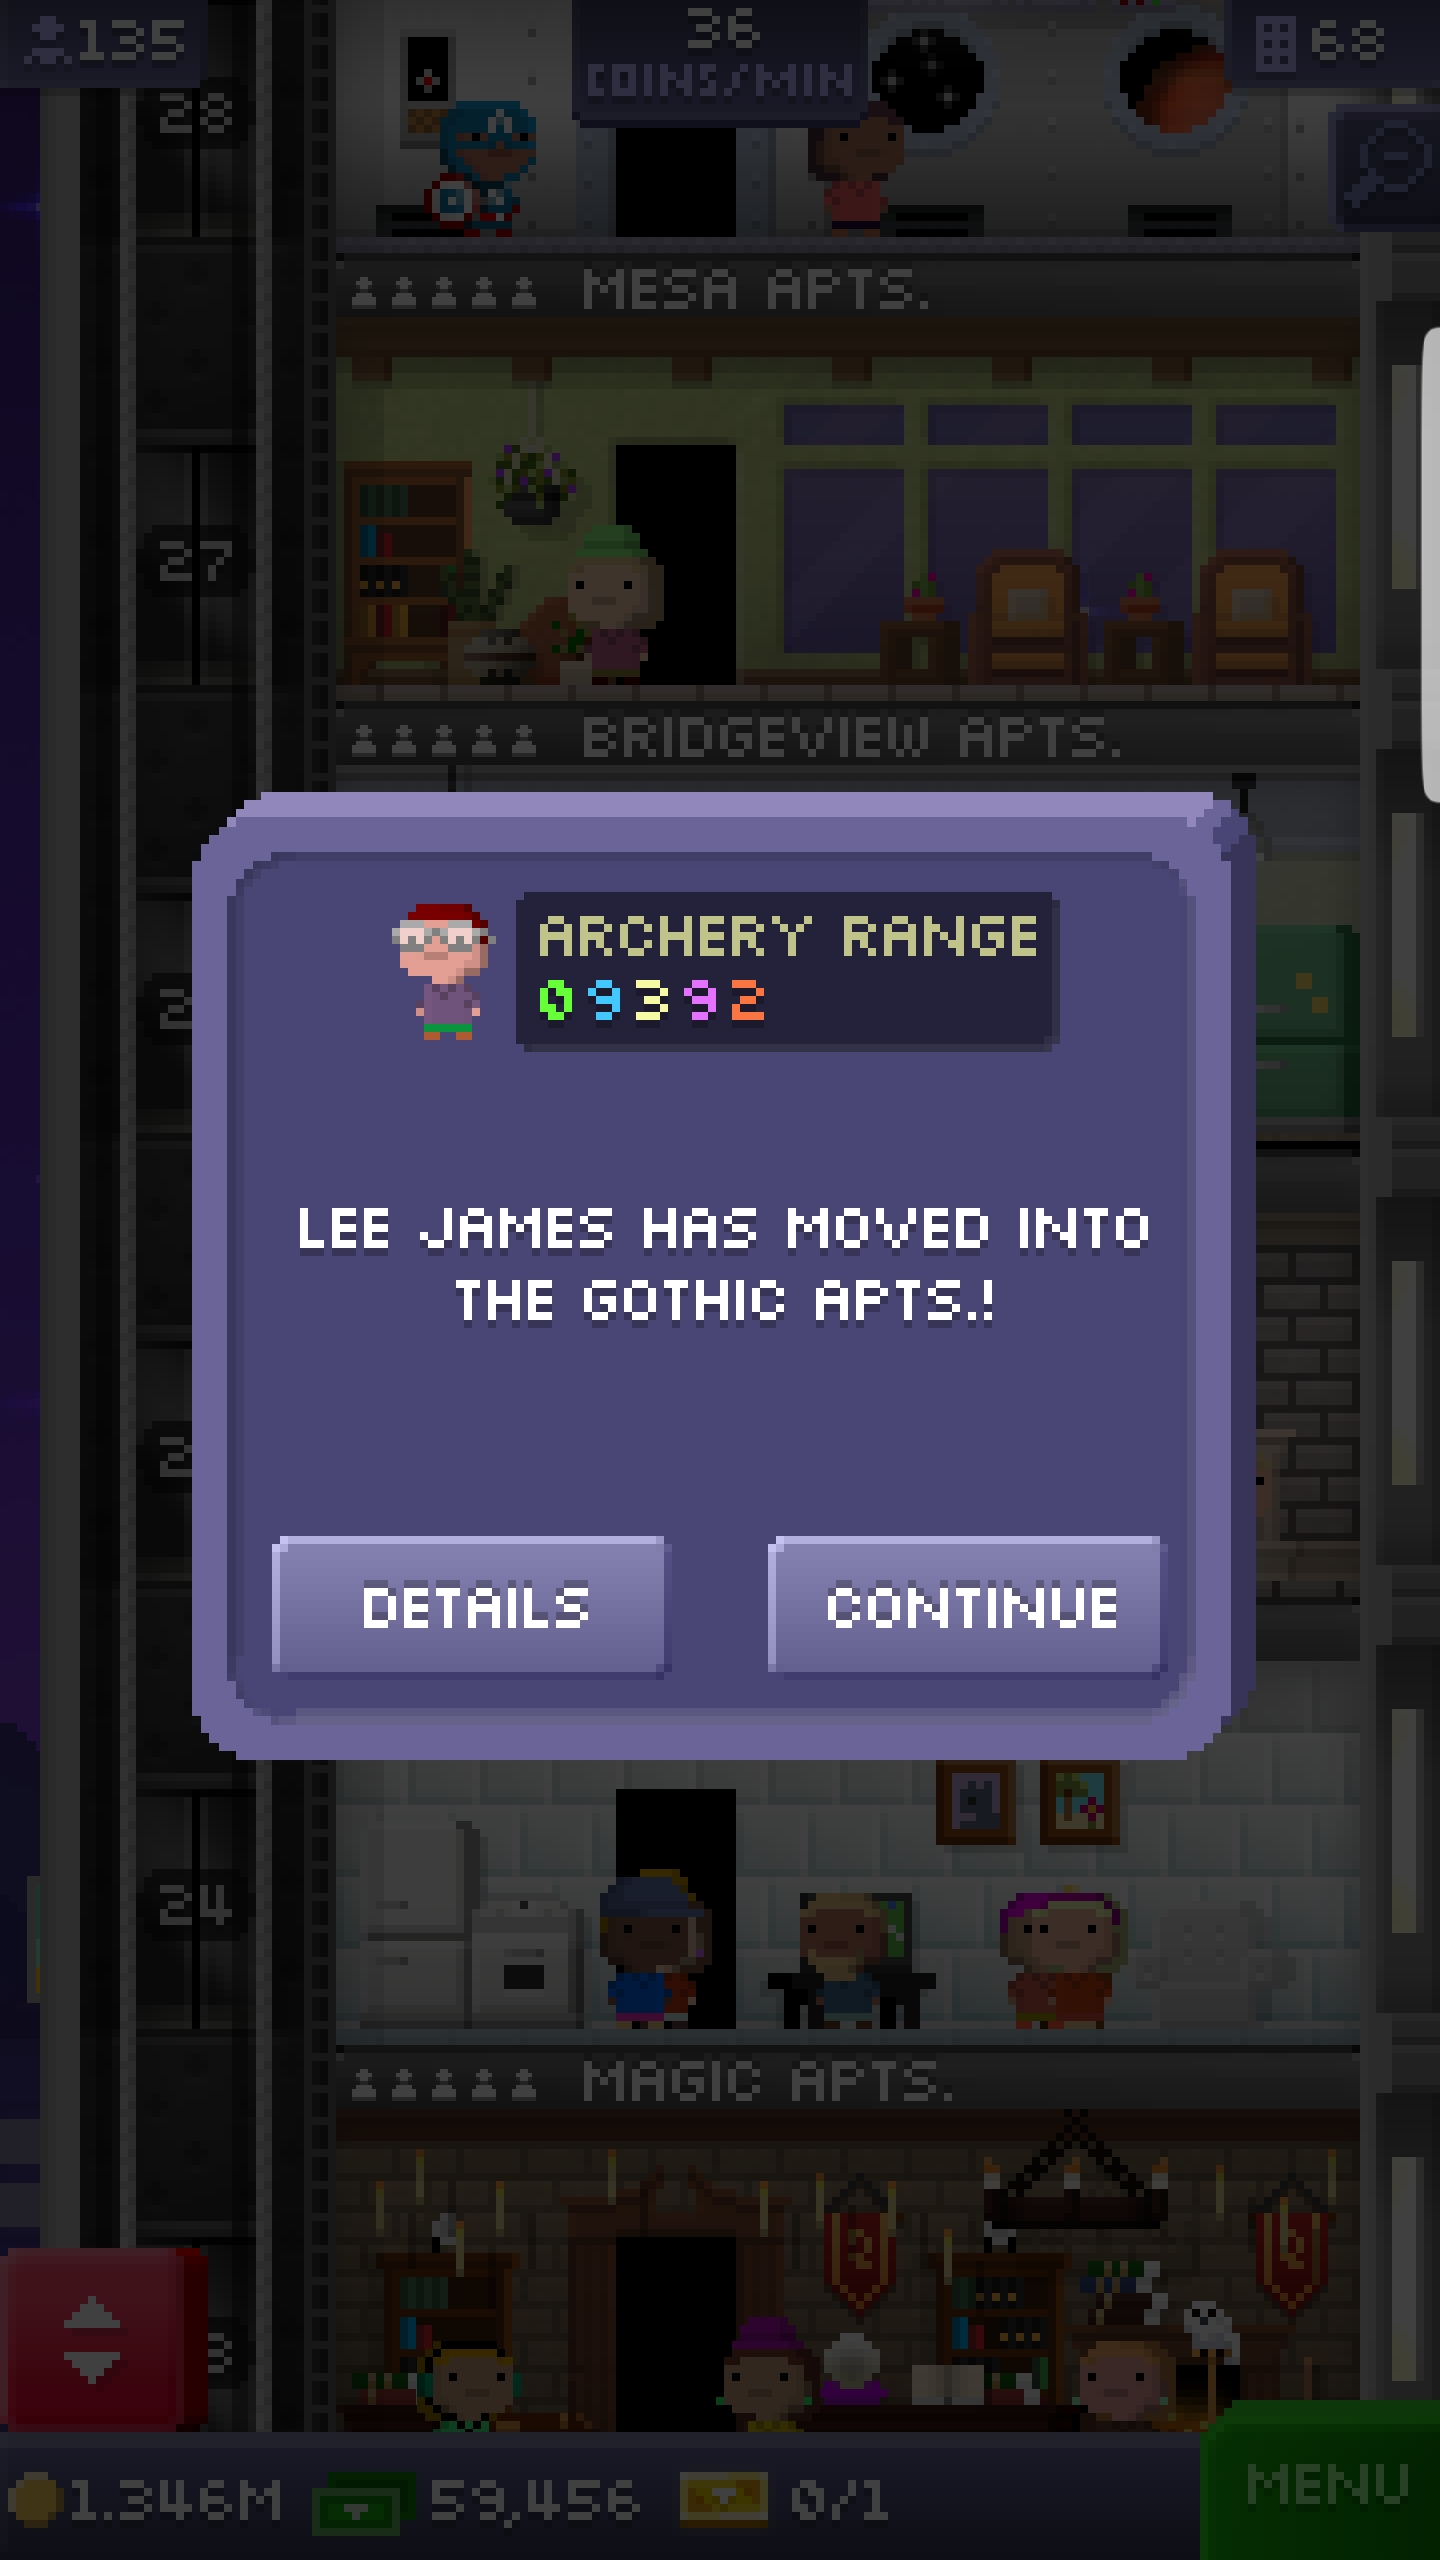 135
36
COINS/MIN
68
28
MESA APTS.
27
BRIDGEVIEW APTS.
ARCHERY RANGE
09392
LEE JAMES HAS MOVED INTO
THE GOTHIC APTS.!
DETAILS
CONTINUE
24
MAGIC APTS.
1.346M
59,456
0/1
MENU